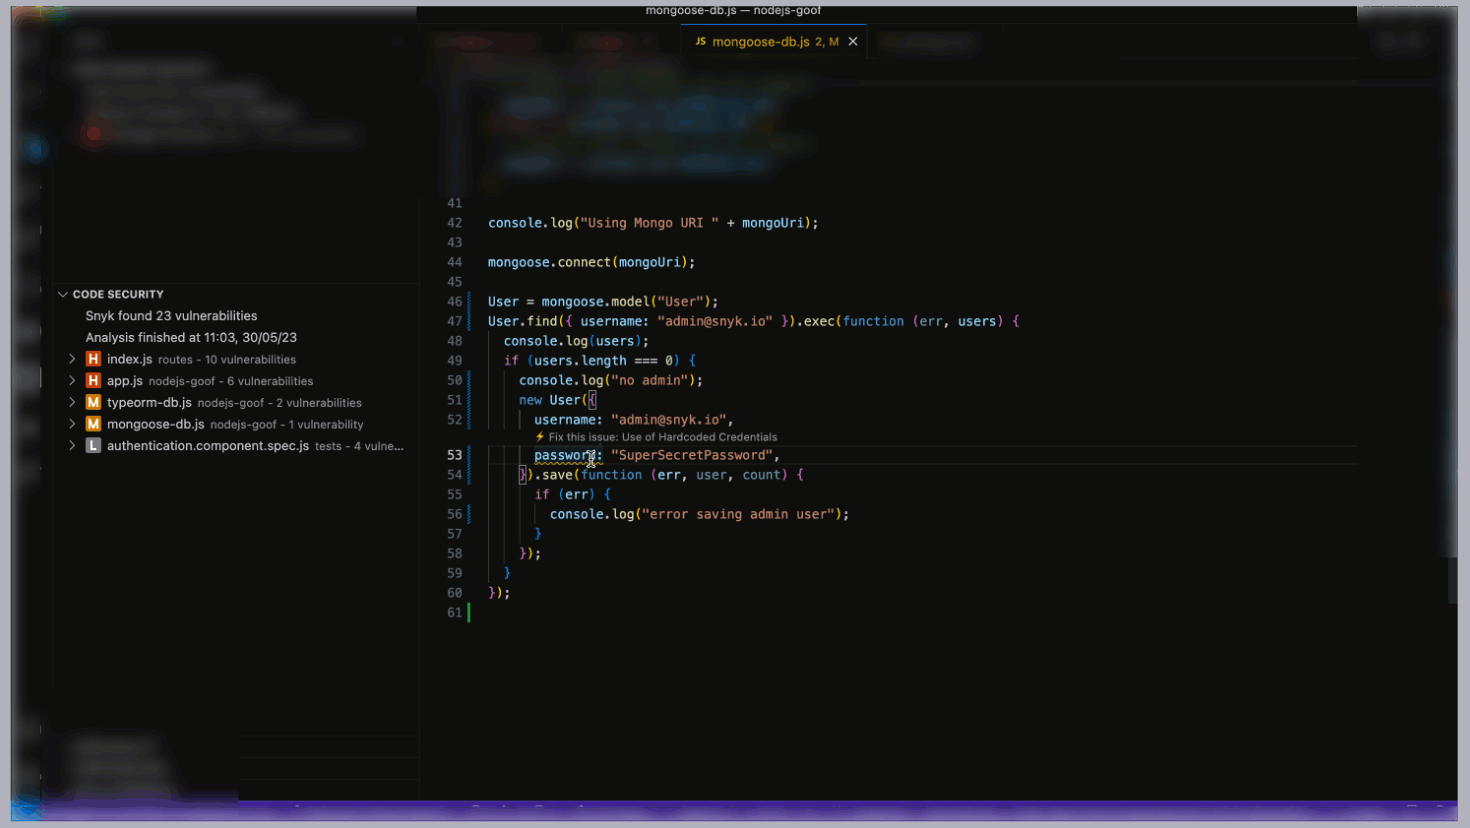 mongoose-db.js — nodejs-goof
JS mongoose-db.js 2, M
CODE SECURITY
Snyk found 23 vulnerabilities
Analysis finished at 11:03, 30/05/23
H index.js routes - 10 vulnerabilities
H app.js nodejs-goof - 6 vulnerabilities
M typeorm-db.js nodejs-goof - 2 vulnerabilities
M mongoose-db.js nodejs-goof - 1 vulnerability
L authentication.component.spec.js tests - 4 vulne...
41
42 console.log("Using Mongo URI " + mongoUri);
43
44 mongoose.connect(mongoUri);
45
46 User = mongoose.model("User");
47 User.find({ username: "admin@snyk.io" }).exec(function (err, users) {
48 console.log(users);
49 if (users.length === 0) {
50 console.log("no admin");
51 new User({
52 username: "admin@snyk.io",
⚡ Fix this issue: Use of Hardcoded Credentials
53 password: "SuperSecretPassword",
54 }).save(function (err, user, count) {
55 if (err) {
56 console.log("error saving admin user");
57 }
58 });
59 }
60 });
61